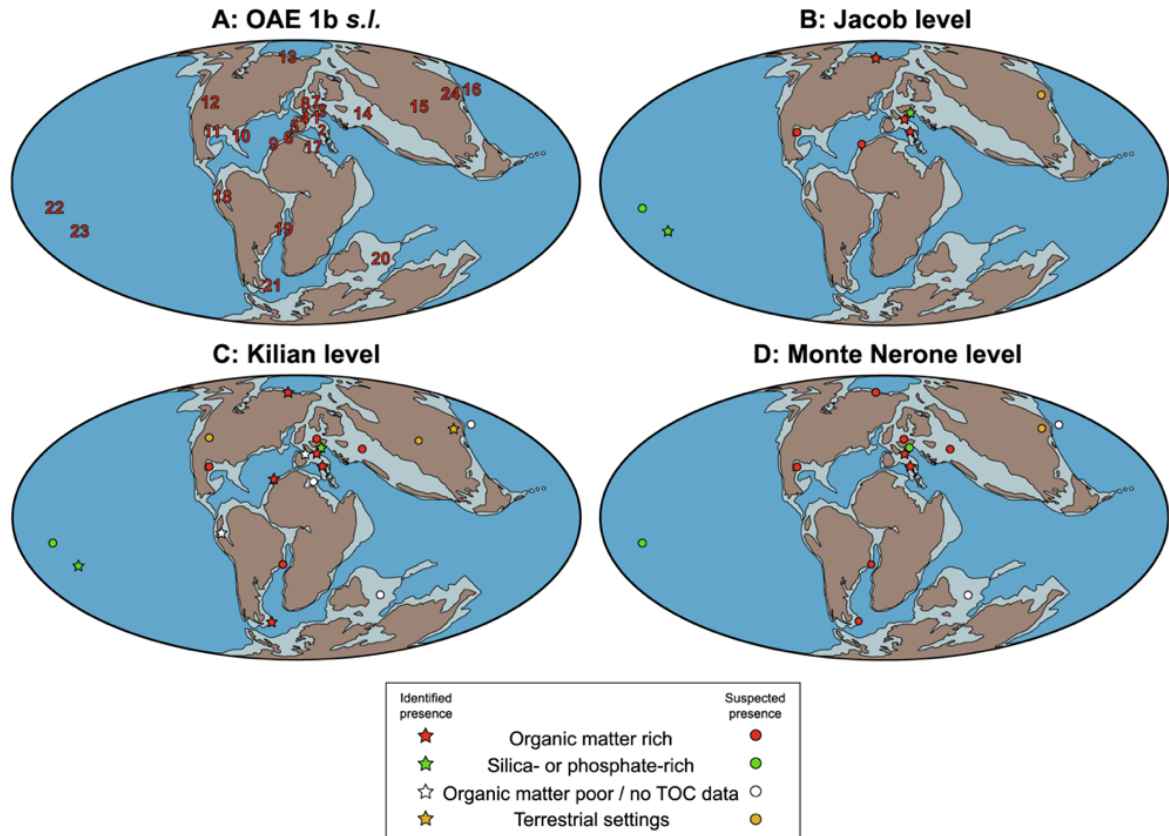 A: OAE 1b s.l.
B: Jacob level
13
12
11
10
8
7
3
4
1
5
2
6
9
17
14
15
24
16
18
19
20
21
22
23
C: Kilian level
D: Monte Nerone level
Identified presence
Suspected presence
Organic matter rich
Silica- or phosphate-rich
Organic matter poor / no TOC data
Terrestrial settings